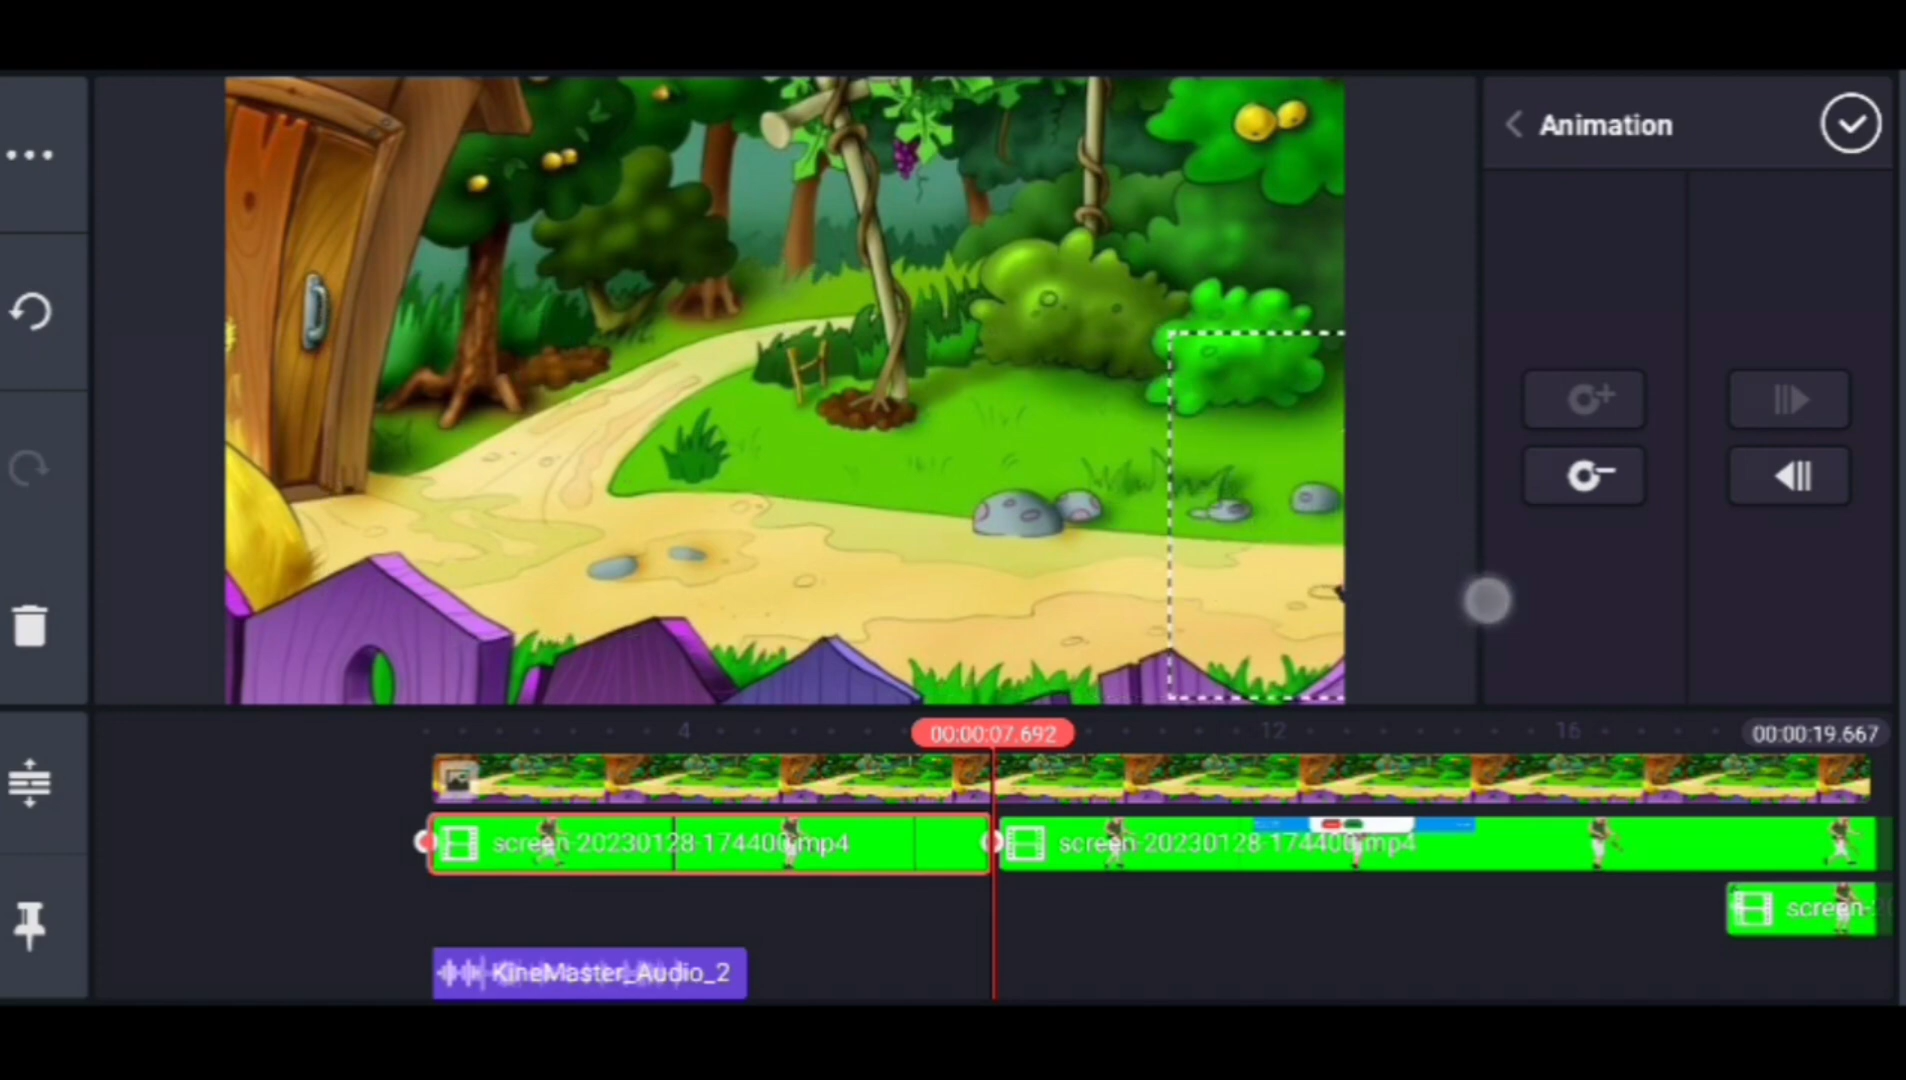 Animation
4
00:00:07.692
12
16
00:00:19.667
screen-20230128-174400.mp4
screen-20230128-174400.mp4
screen-20
KineMaster_Audio_2